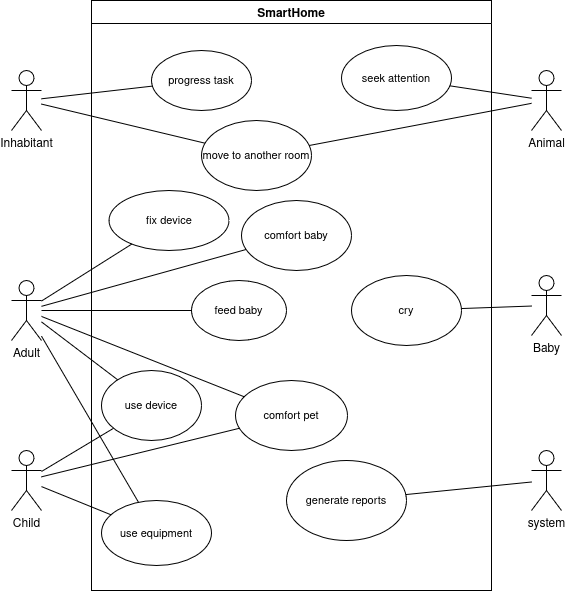 SmartHome
progress task
seek attention
Inhabitant
Animal
move to another room
fix device
comfort baby
feed baby
cry
Adult
Baby
use device
comfort pet
generate reports
Child
system
use equipment